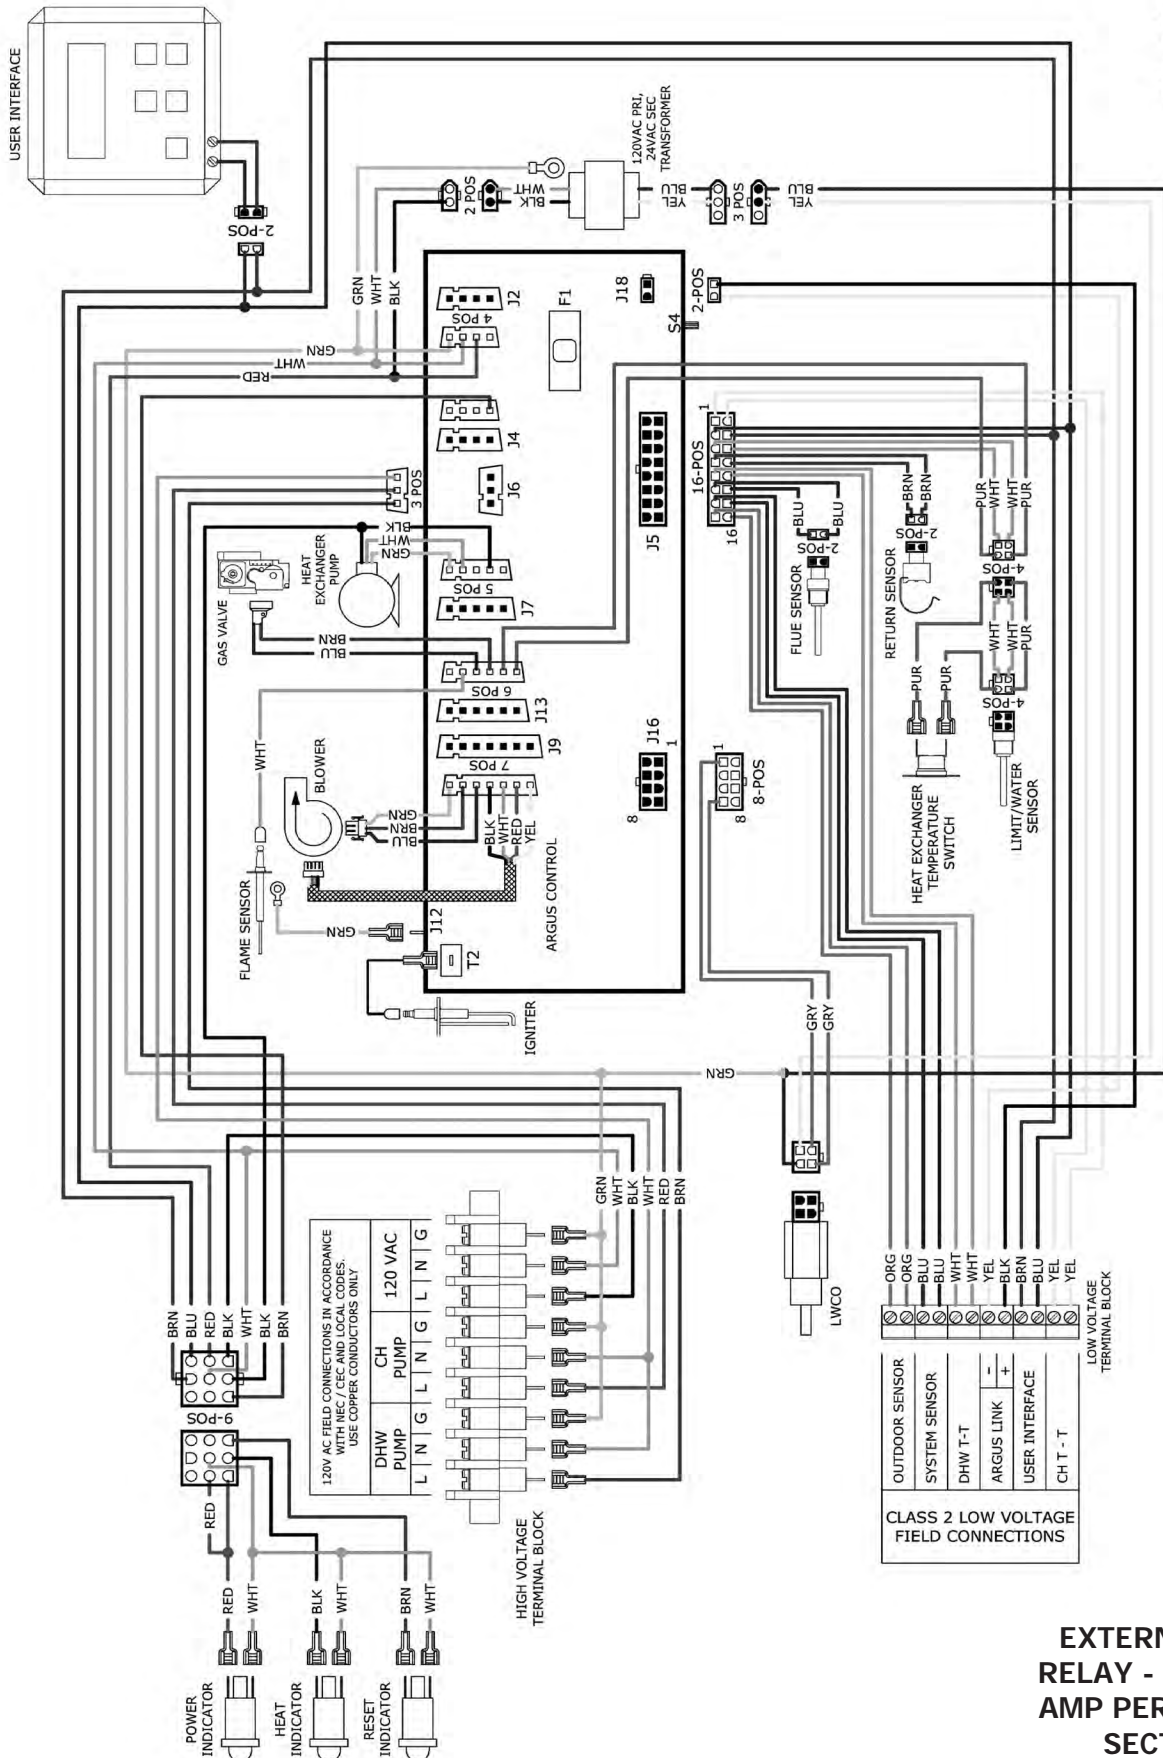 USER INTERFACE
2-POS
120VAC PRI,
24VAC SEC
TRANSFORMER
GRN
WHT
BLK
2 POS
WHT
BLK
BLU
YEL
3 POS
BLU
YEL
GRN
WHT
RED
J2
4 POS
F1
J18
2-POS
S4
J4
3 POS
J6
J5
16-POS
1
16
BLK
WHT
GRN
HEAT
EXCHANGER
PUMP
5 POS
J7
GAS VALVE
BRN
BLU
6 POS
J13
J9
7 POS
WHT
BLOWER
GRN
BRN
BLU
BLK
WHT
RED
YEL
ARGUS CONTROL
FLAME SENSOR
GRN
J12
T2
IGNITER
J16
1
8
1
8
8-POS
BLU
BLU
2-POS
FLUE SENSOR
BRN
BRN
2-POS
RETURN SENSOR
PUR
WHT
WHT
PUR
4-POS
WHT
WHT
PUR
4-POS
PUR
PUR
HEAT EXCHANGER
TEMPERATURE
SWITCH
LIMIT/WATER
SENSOR
GRY
GRY
GRN
LWCO
BRN
BLU
RED
BLK
WHT
BLK
BRN
9-POS
RED
RED
WHT
BLK
WHT
BRN
WHT
POWER
INDICATOR
HEAT
INDICATOR
RESET
INDICATOR
120V AC FIELD CONNECTIONS IN ACCORDANCE
WITH NEC / CEC AND LOCAL CODES.
USE COPPER CONDUCTORS ONLY
DHW
PUMP
CH
PUMP
120 VAC
L N G L N G L N G
GRN
WHT
BLK
WHT
RED
BRN
HIGH VOLTAGE
TERMINAL BLOCK
ORG
ORG
BLU
BLU
WHT
WHT
YEL
BLK
BRN
BLU
YEL
YEL
LOW VOLTAGE
TERMINAL BLOCK
OUTDOOR SENSOR
SYSTEM SENSOR
DHW T-T
ARGUS LINK - +
USER INTERFACE
CH T - T
CLASS 2 LOW VOLTAGE
FIELD CONNECTIONS
EXTERN
RELAY -
AMP PER
SECT